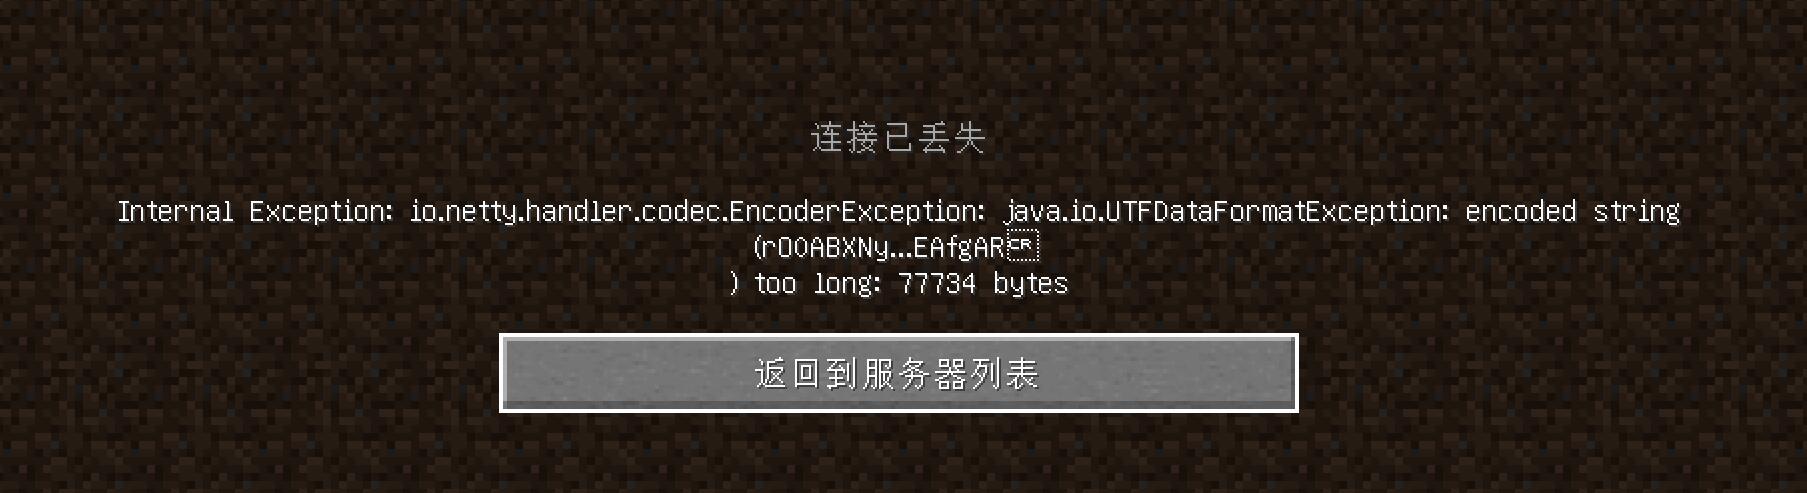 连接已丢失
Internal Exception: io.netty.handler.codec.EncoderException: java.io.UTFDataFormatException: encoded string
(rO0ABXNy...EAfgAR␍
) too long: 77734 bytes
返回到服务器列表